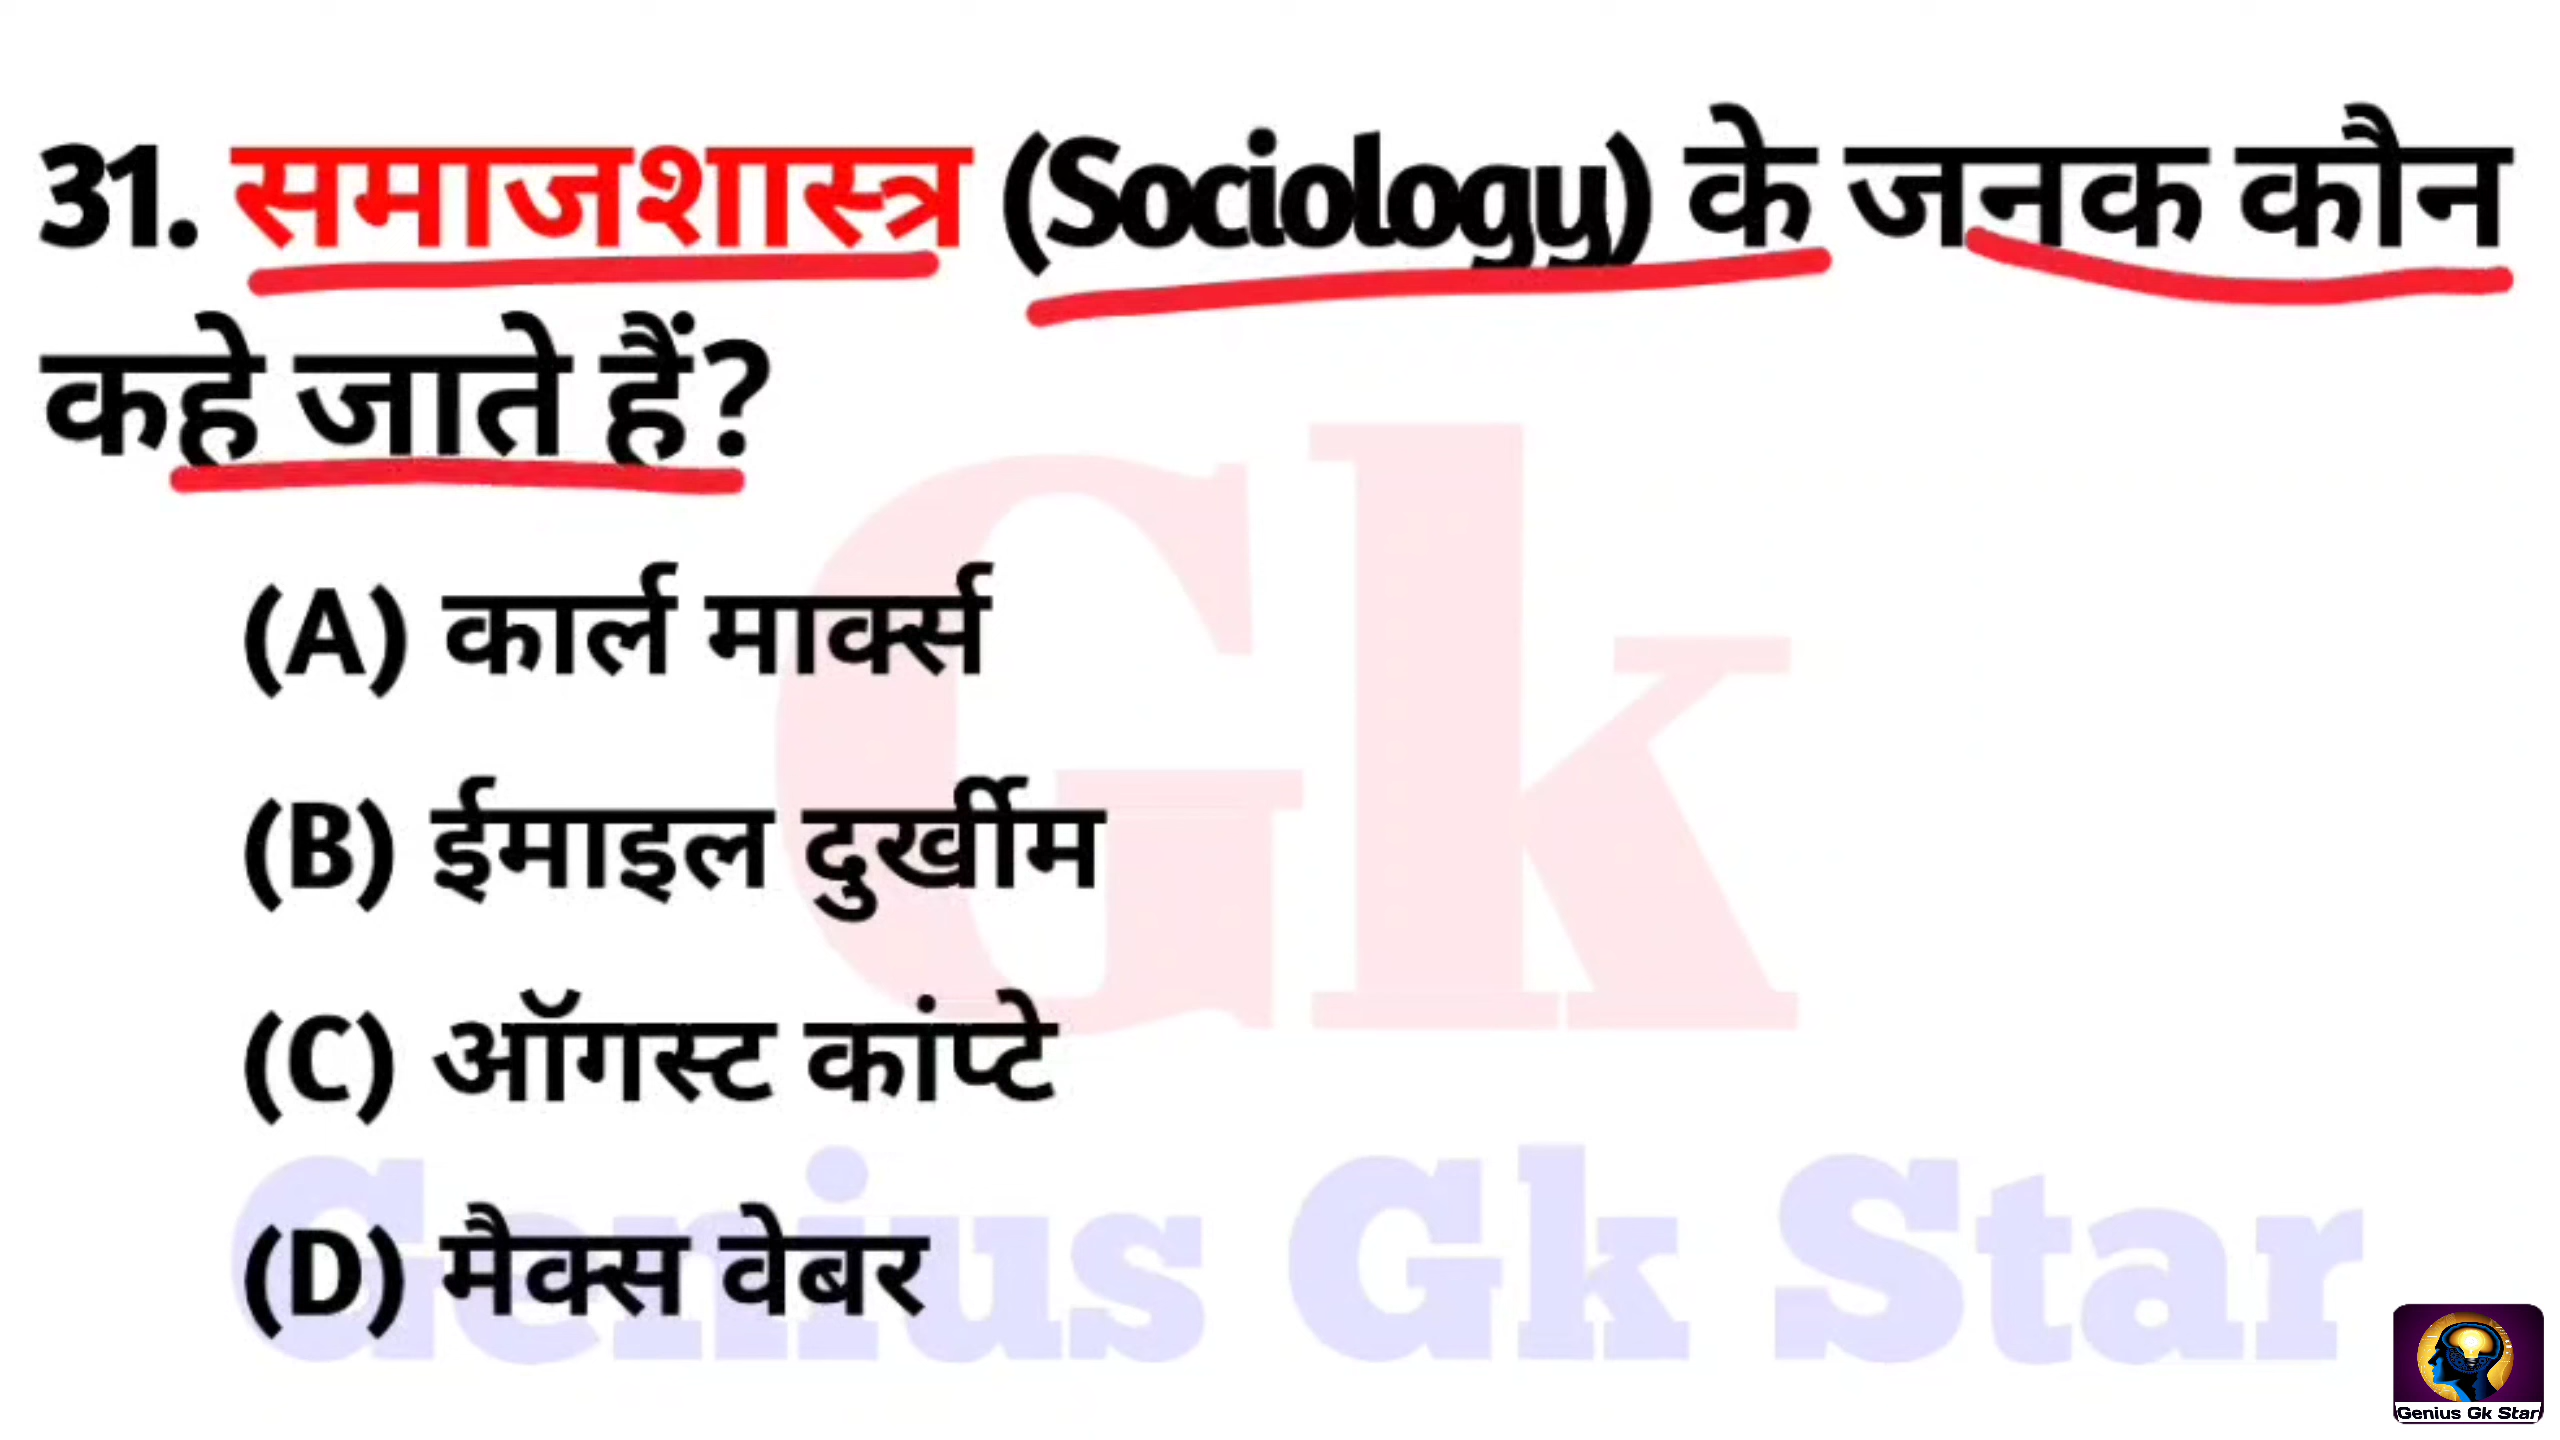 31. समाजशास्त्र (Sociology) के जनक कौन
कहे जाते हैं?
(A) कार्ल मार्क्स
(B) ईमाइल दुर्खीम
(C) ऑगस्ट कांप्टे
(D) मैक्स वेबर
Gk
Genius Gk Star
Genius Gk Star